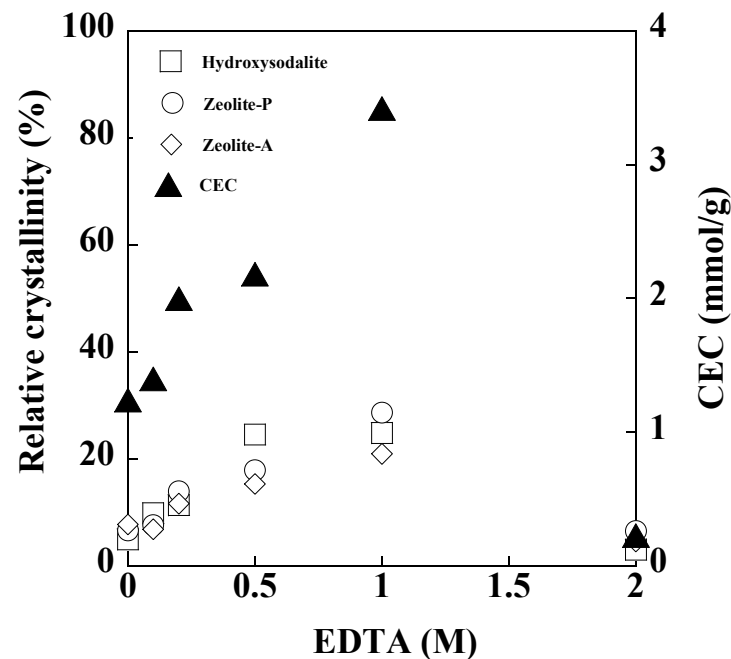 100
80
60
40
20
0
Relative crystallinity (%)
Hydroxysodalite
Zeolite-P
Zeolite-A
CEC
4
3
2
1
0
CEC (mmol/g)
0
0.5
1
1.5
2
EDTA (M)